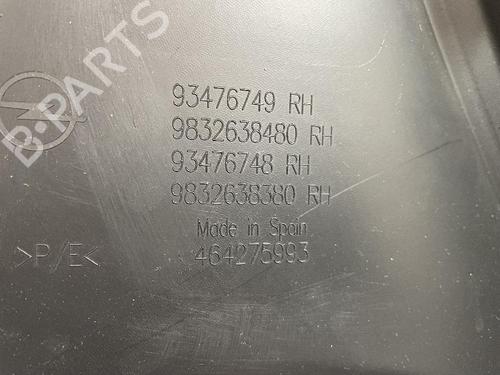 B-PARTS
93476749 RH
9832638480 RH
93476748 RH
9832638380 RH
Made in Spain
464275993
>P/E<